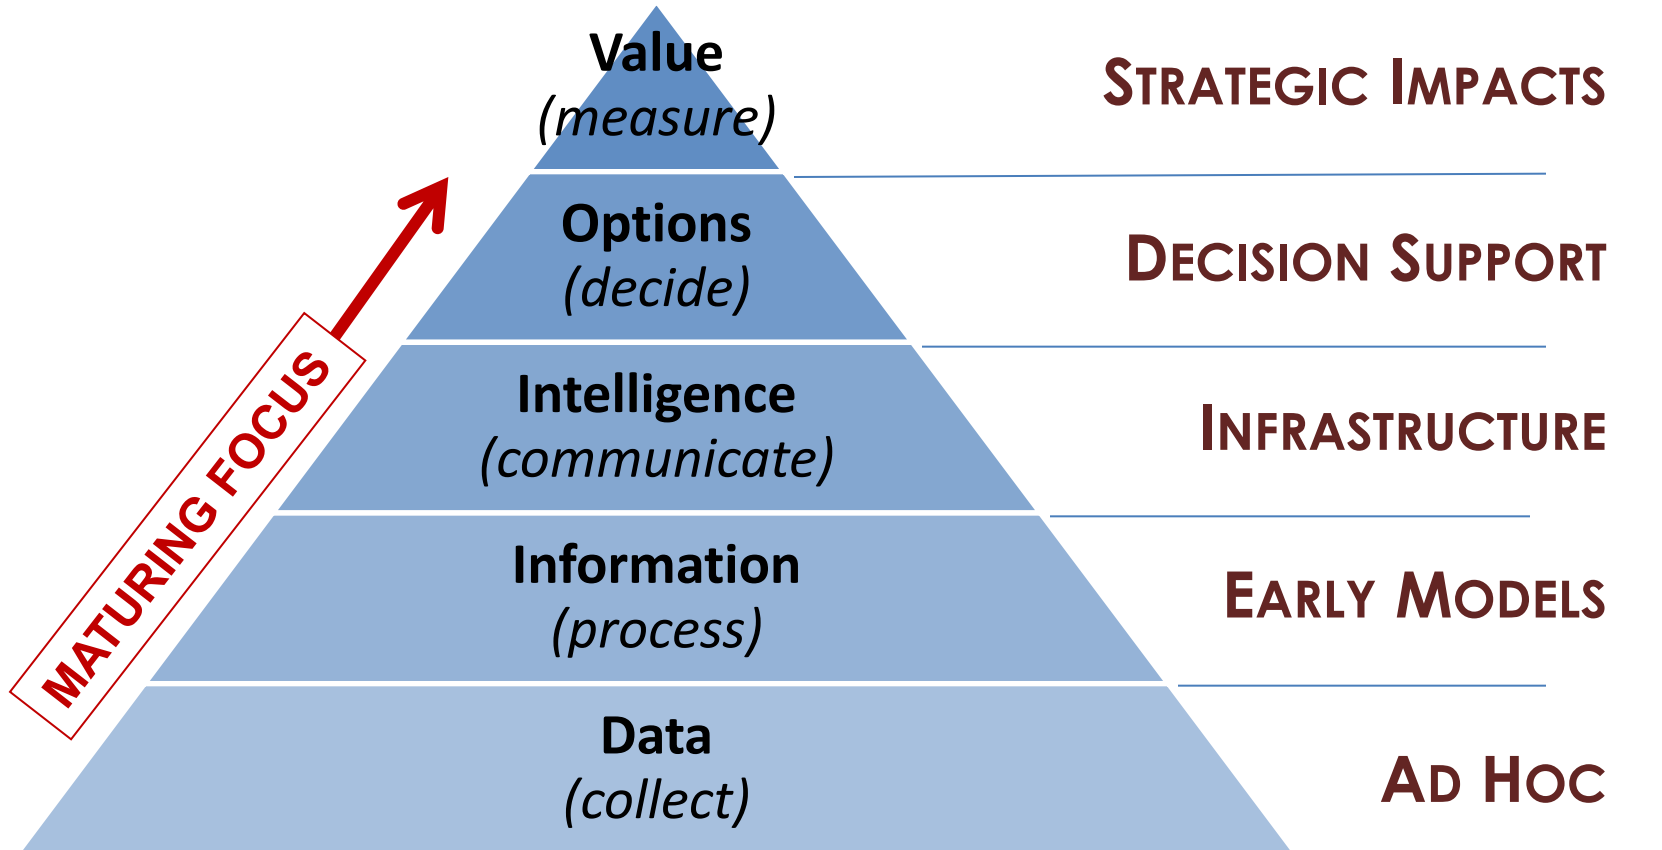 Value
(measure)
STRATEGIC IMPACTS
Options
(decide)
DECISION SUPPORT
MATURING FOCUS
Intelligence
(communicate)
INFRASTRUCTURE
Information
(process)
EARLY MODELS
Data
(collect)
AD HOC